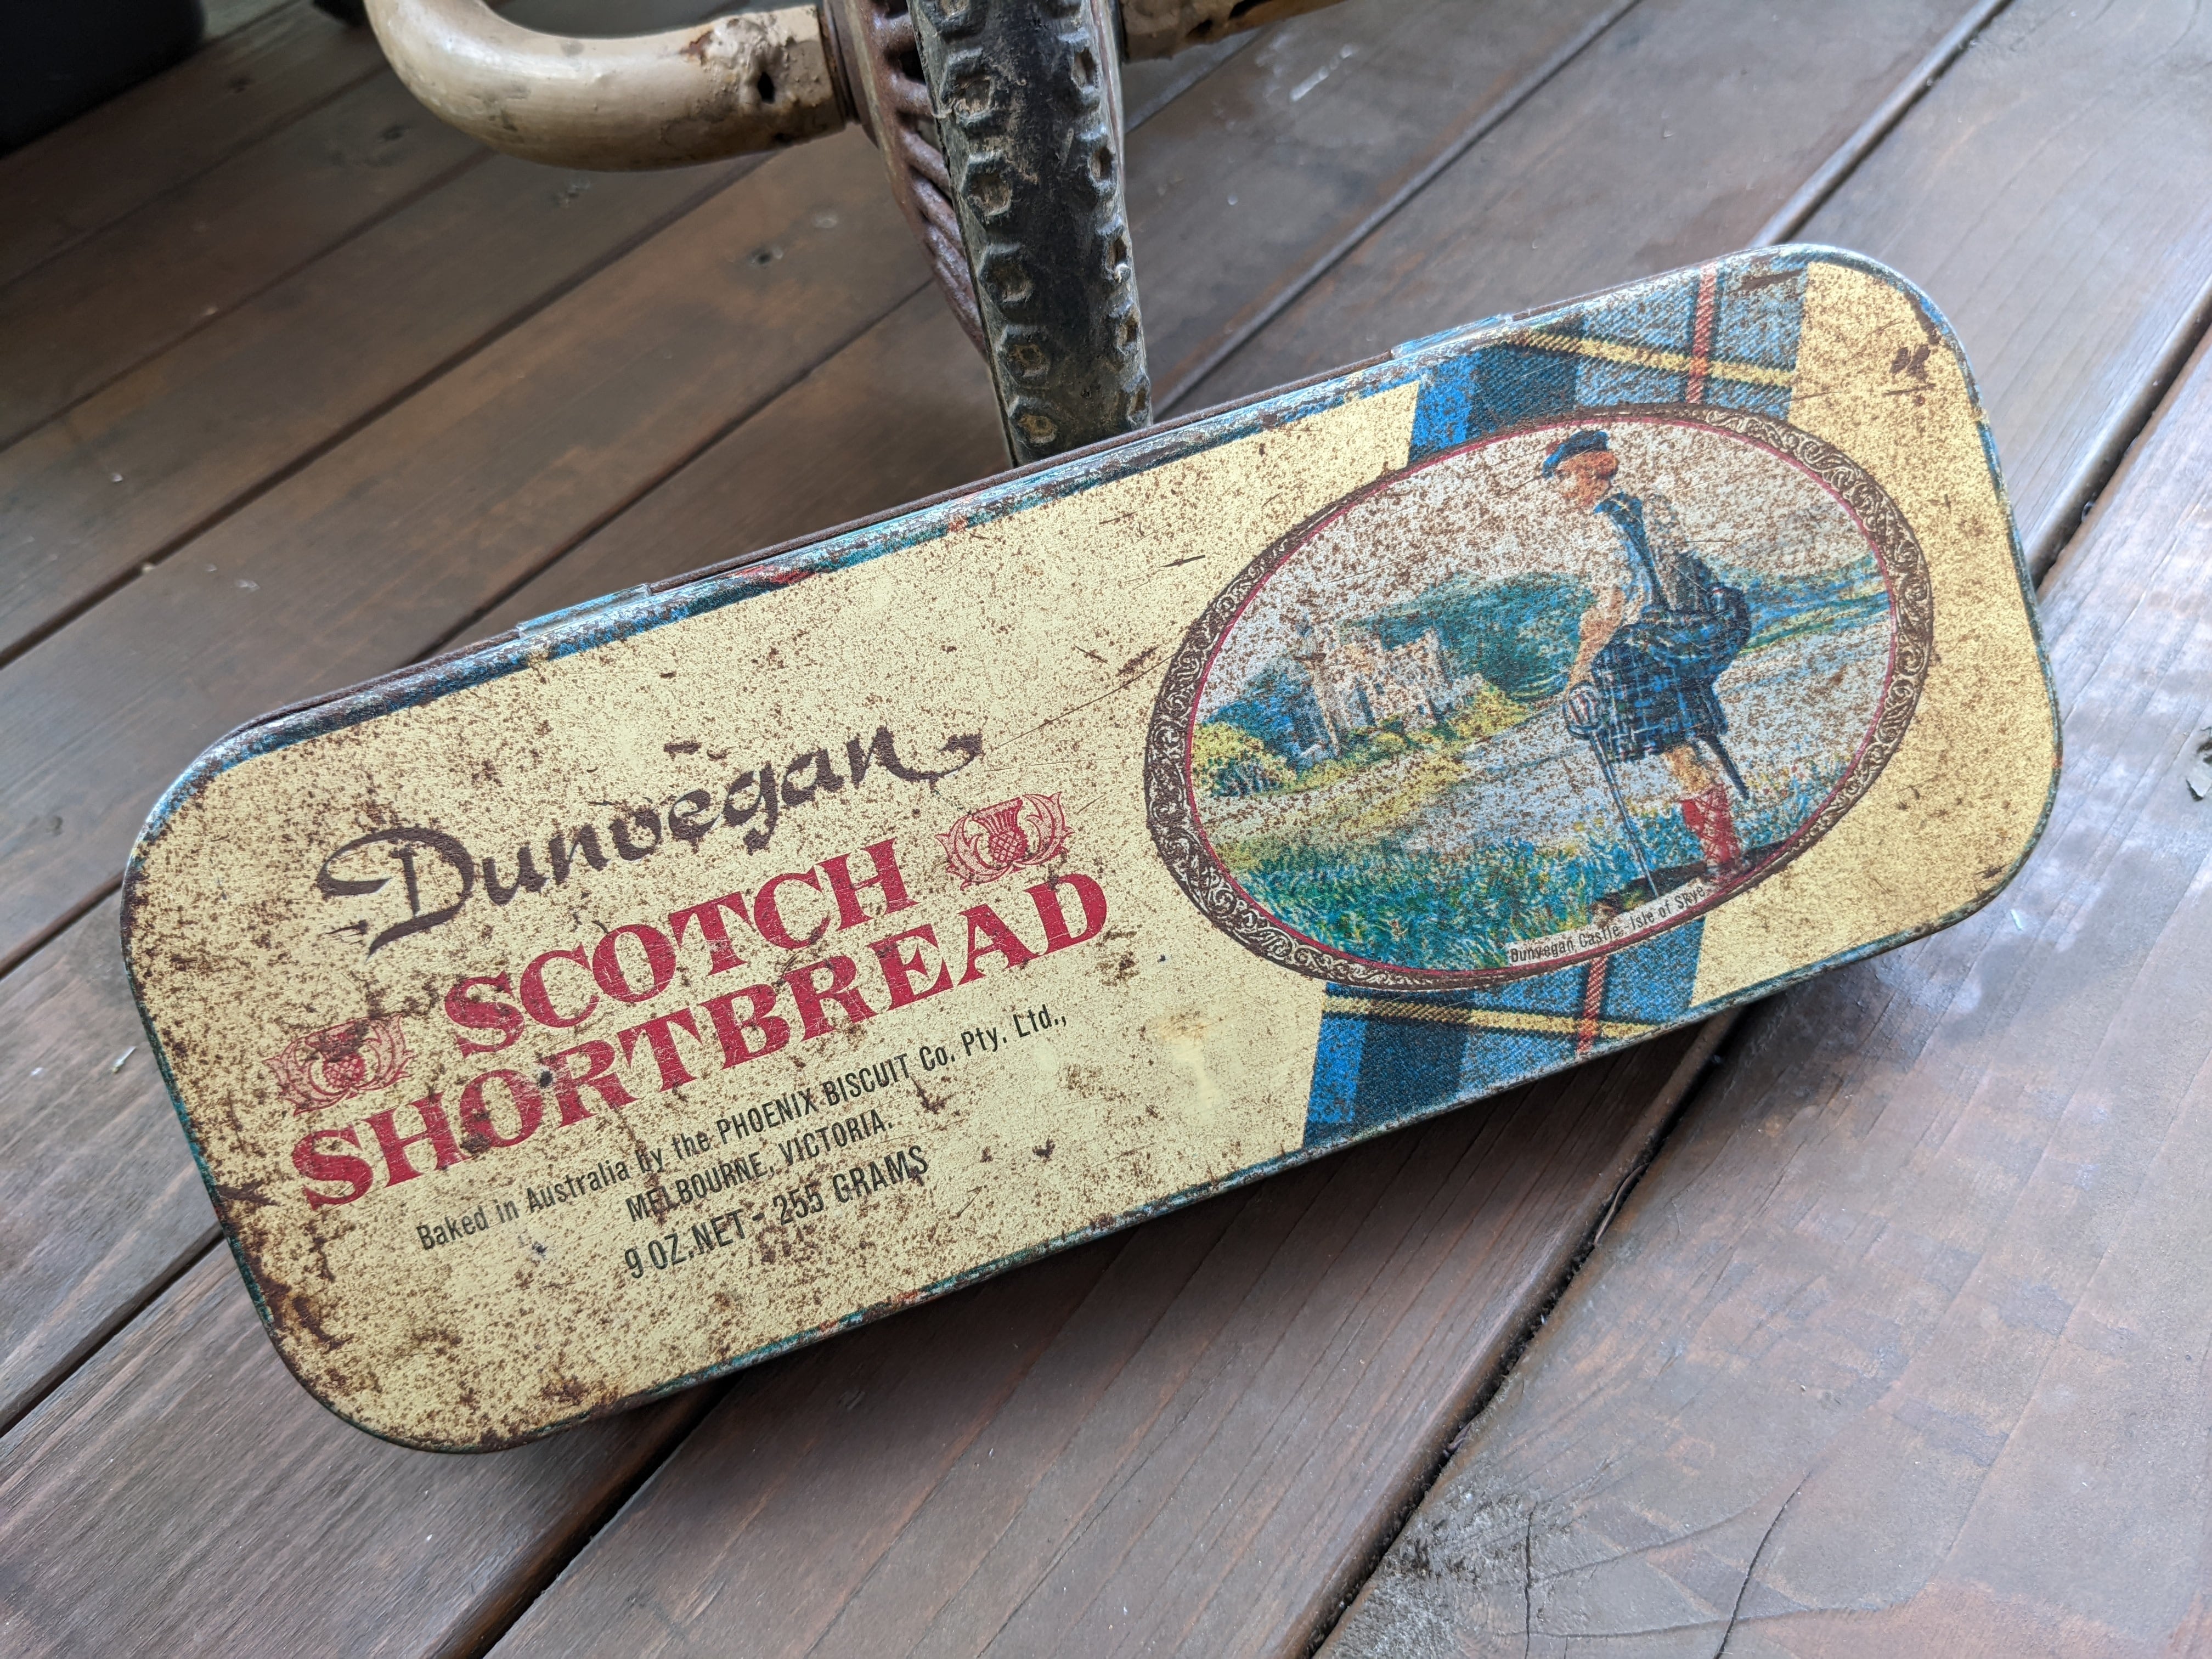 Dunvegan
SCOTCH
SHORTBREAD
Baked in Australia by the PHOENIX BISCUIT Co. Pty. Ltd.,
MELBOURNE, VICTORIA.
9 OZ. NET - 255 GRAMS
Dunvegan Castle - Isle of Skye